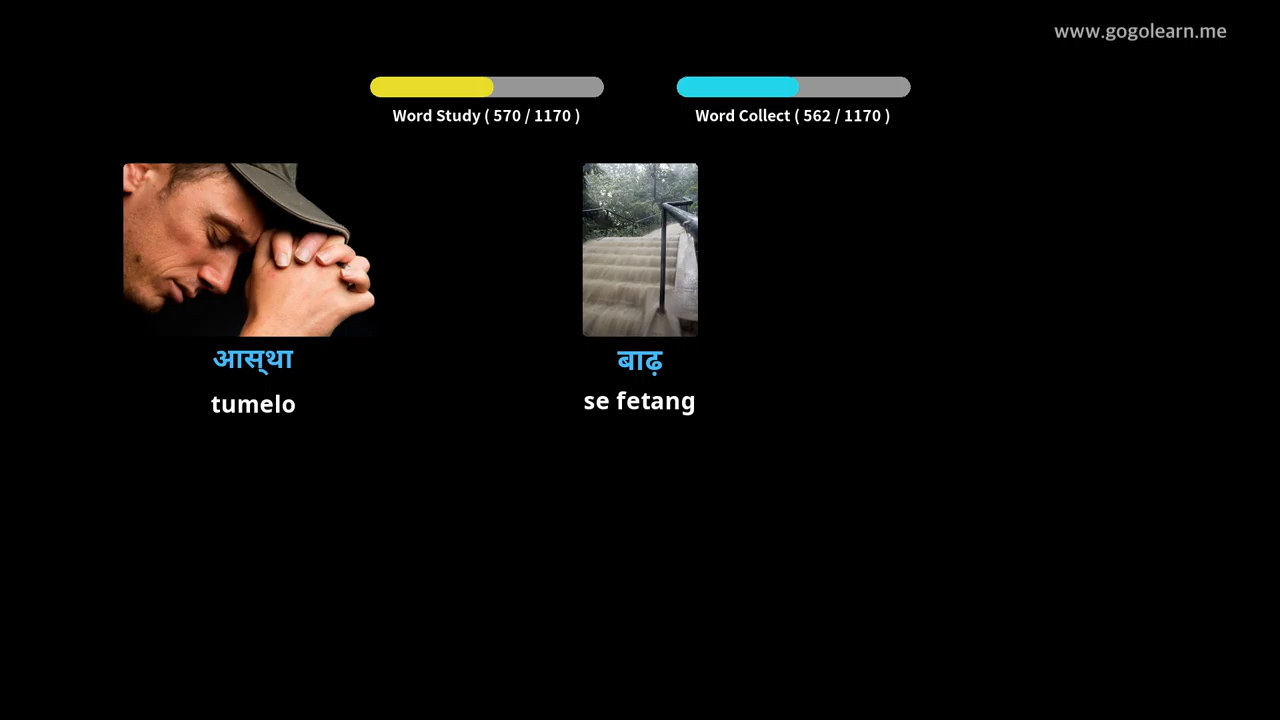 www.gogolearn.me
Word Study ( 570 / 1170 )
Word Collect ( 562 / 1170 )
आस्था
tumelo
बाढ़
se fetang